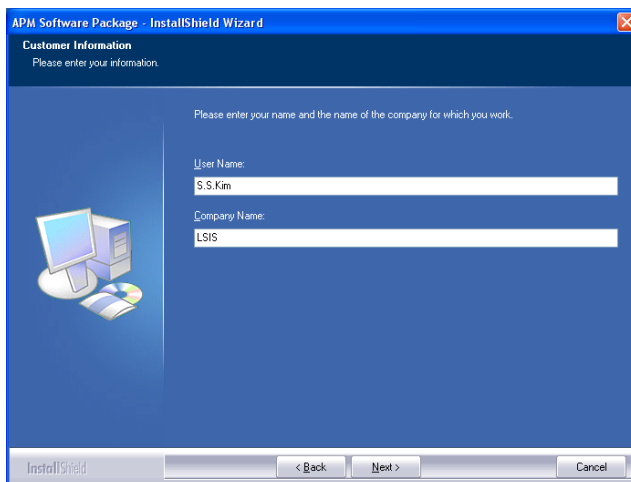 APM Software Package - InstallShield Wizard
Customer Information
Please enter your information.
Please enter your name and the name of the company for which you work.
User Name:
S.S.Kim
Company Name:
LSIS
InstallShield
< Back
Next >
Cancel